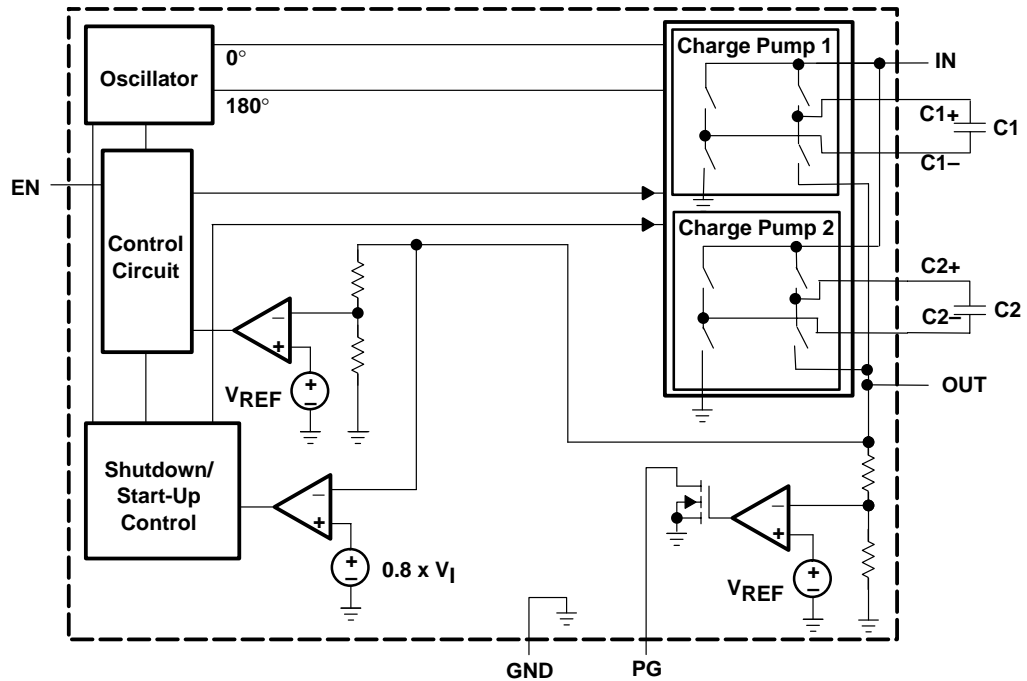 Oscillator
0°
180°
Charge Pump 1
IN
C1+
C1
C1–
EN
Control
Circuit
Charge Pump 2
C2+
C2
C2–
–
+
+
–
VREF
OUT
Shutdown/
Start-Up
Control
–
+
+
–
0.8 x VI
–
+
+
–
VREF
GND
PG